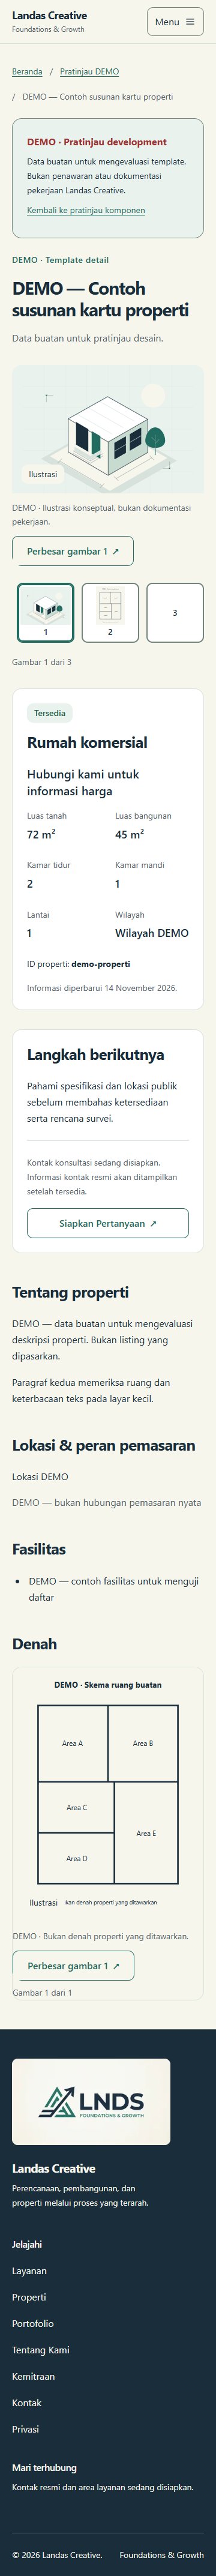 Landas Creative
Foundations & Growth
Menu
Beranda / Pratinjau DEMO
/ DEMO — Contoh susunan kartu properti
DEMO · Pratinjau development
Data buatan untuk mengevaluasi template.
Bukan penawaran atau dokumentasi
pekerjaan Landas Creative.
Kembali ke pratinjau komponen
DEMO · Template detail
DEMO — Contoh
susunan kartu properti
Data buatan untuk pratinjau desain.
Ilustrasi
DEMO · Ilustrasi konseptual, bukan dokumentasi
pekerjaan.
Perbesar gambar 1 ↗
1
2
3
Gambar 1 dari 3
Tersedia
Rumah komersial
Hubungi kami untuk
informasi harga
Luas tanah
72 m²
Luas bangunan
45 m²
Kamar tidur
2
Kamar mandi
1
Lantai
1
Wilayah
Wilayah DEMO
ID properti: demo-properti
Informasi diperbarui 14 November 2026.
Langkah berikutnya
Pahami spesifikasi dan lokasi publik
sebelum membahas ketersediaan
serta rencana survei.
Kontak konsultasi sedang disiapkan.
Informasi kontak resmi akan ditampilkan
setelah tersedia.
Siapkan Pertanyaan ↗
Tentang properti
DEMO — data buatan untuk mengevaluasi
deskripsi properti. Bukan listing yang
dipasarkan.
Paragraf kedua memeriksa ruang dan
keterbacaan teks pada layar kecil.
Lokasi & peran pemasaran
Lokasi DEMO
DEMO — bukan hubungan pemasaran nyata
Fasilitas
• DEMO — contoh fasilitas untuk menguji
daftar
Denah
DEMO · Skema ruang buatan
Area A
Area B
Area C
Area D
Area E
Ilustrasi
ikan denah properti yang ditawarkan
DEMO · Bukan denah properti yang ditawarkan.
Perbesar gambar 1 ↗
Gambar 1 dari 1
LNDS
FOUNDATIONS & GROWTH
Landas Creative
Perencanaan, pembangunan, dan
properti melalui proses yang terarah.
Jelajahi
Layanan
Properti
Portofolio
Tentang Kami
Kemitraan
Kontak
Privasi
Mari terhubung
Kontak resmi dan area layanan sedang disiapkan.
© 2026 Landas Creative.
Foundations & Growth